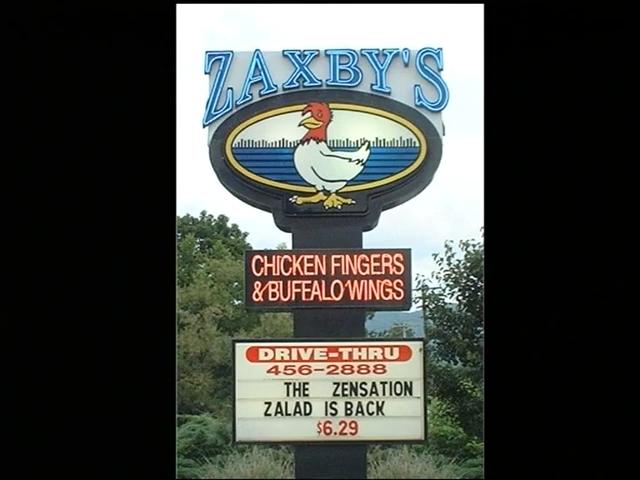 ZAXBY'S
CHICKEN FINGERS
& BUFFALO WINGS
DRIVE-THRU
456-2888
THE ZENSATION
ZALAD IS BACK
$6.29